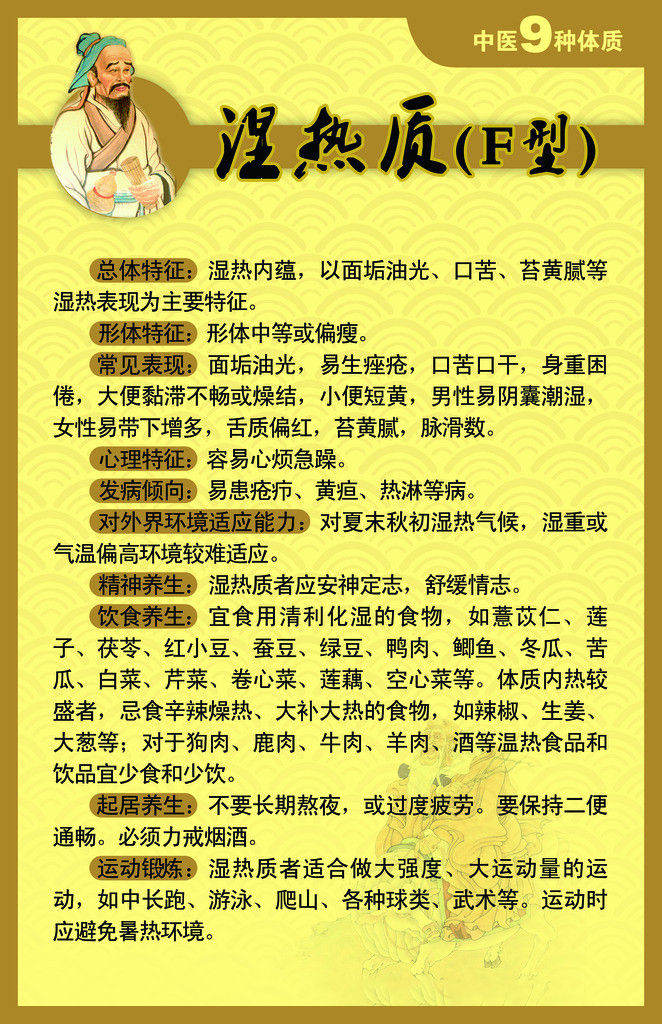 中医9种体质
湿热质(F型)
总体特征：湿热内蕴，以面垢油光、口苦、苔黄腻等
湿热表现为主要特征。
形体特征：形体中等或偏瘦。
常见表现：面垢油光，易生痤疮，口苦口干，身重困
倦，大便黏滞不畅或燥结，小便短黄，男性易阴囊潮湿，
女性易带下增多，舌质偏红，苔黄腻，脉滑数。
心理特征：容易心烦急躁。
发病倾向：易患疮疖、黄疸、热淋等病。
对外界环境适应能力：对夏末秋初湿热气候，湿重或
气温偏高环境较难适应。
精神养生：湿热质者应安神定志，舒缓情志。
饮食养生：宜食用清利化湿的食物，如薏苡仁、莲
子、茯苓、红小豆、蚕豆、绿豆、鸭肉、鲫鱼、冬瓜、苦
瓜、白菜、芹菜、卷心菜、莲藕、空心菜等。体质内热较
盛者，忌食辛辣燥热、大补大热的食物，如辣椒、生姜、
大葱等；对于狗肉、鹿肉、牛肉、羊肉、酒等温热食品和
饮品宜少食和少饮。
起居养生：不要长期熬夜，或过度疲劳。要保持二便
通畅。必须力戒烟酒。
运动锻炼：湿热质者适合做大强度、大运动量的运
动，如中长跑、游泳、爬山、各种球类、武术等。运动时
应避免暑热环境。